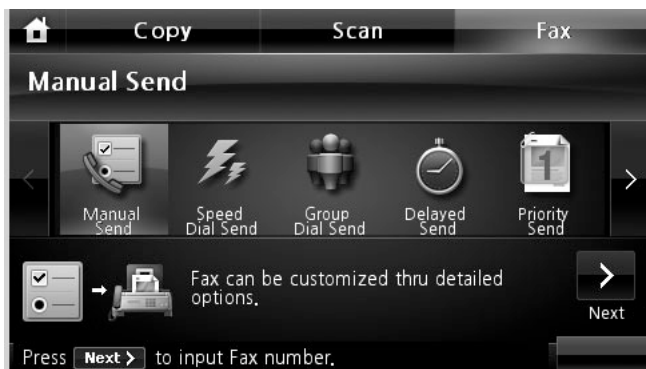 Copy Scan Fax
Manual Send
Manual Send
Speed Dial Send
Group Dial Send
Delayed Send
1
Priority Send
Fax can be customized thru detailed
options.
Next
Press Next > to input Fax number.